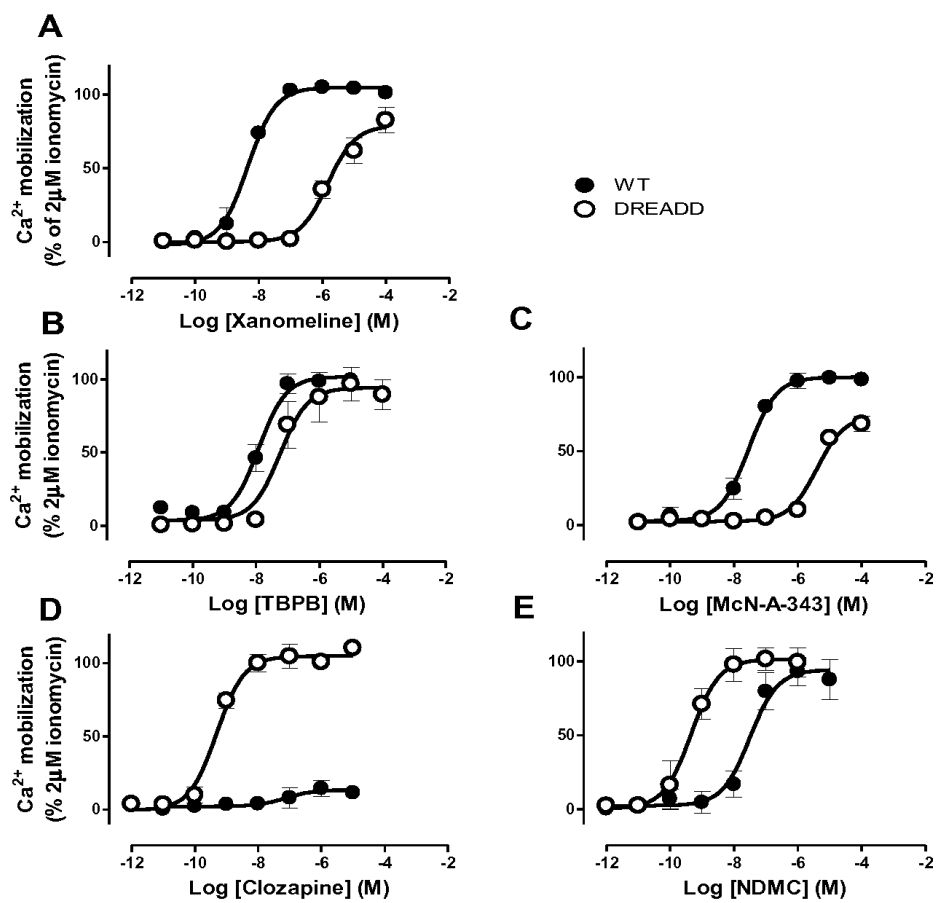 A
Ca2+ mobilization
(% of 2μM ionomycin)
100
50
0
-12 -10 -8 -6 -4 -2
Log [Xanomeline] (M)
WT
DREADD
B
Ca2+ mobilization
(% 2μM ionomycin)
100
50
0
-12 -10 -8 -6 -4 -2
Log [TBPB] (M)
C
100
50
0
-12 -10 -8 -6 -4 -2
Log [McN-A-343] (M)
D
Ca2+ mobilization
(% 2μM ionomycin)
100
50
0
-12 -10 -8 -6 -4 -2
Log [Clozapine] (M)
E
100
50
0
-12 -10 -8 -6 -4 -2
Log [NDMC] (M)